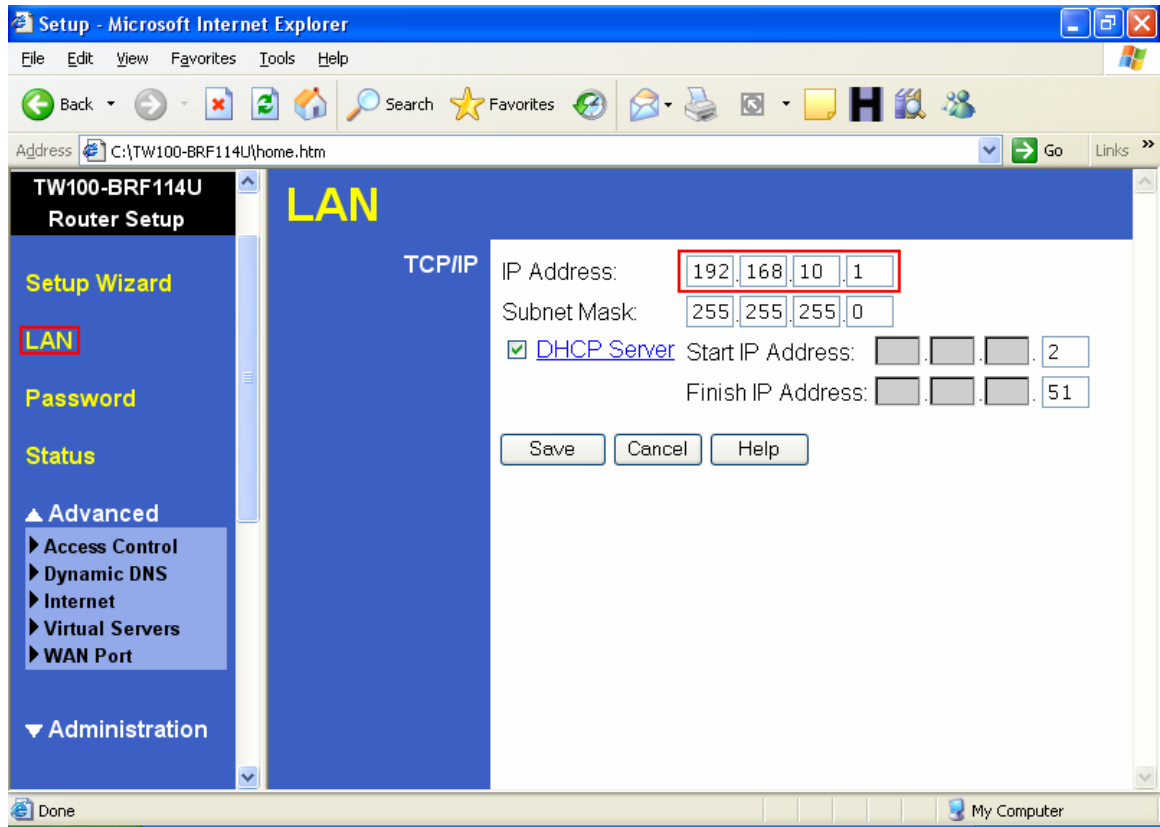 Setup - Microsoft Internet Explorer
File Edit View Favorites Tools Help
Back Search Favorites
Address C:\TW100-BRF114U\home.htm Go Links »
TW100-BRF114U
Router Setup
Setup Wizard
LAN
Password
Status
Advanced
Access Control
Dynamic DNS
Internet
Virtual Servers
WAN Port
Administration
LAN
TCP/IP
IP Address: 192.168.10.1
Subnet Mask: 255.255.255.0
DHCP Server Start IP Address: . . . 2
Finish IP Address: . . . 51
Save Cancel Help
Done My Computer